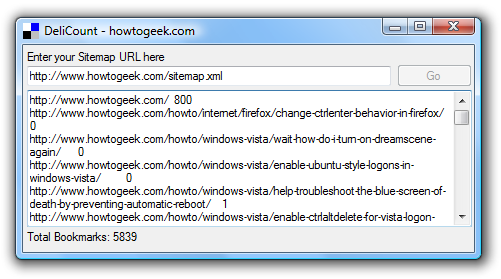 DeliCount - howtogeek.com
Enter your Sitemap URL here
http://www.howtogeek.com/sitemap.xml Go
http://www.howtogeek.com/ 800
http://www.howtogeek.com/howto/internet/firefox/change-ctrlenter-behavior-in-firefox/
0
http://www.howtogeek.com/howto/windows-vista/wait-how-do-i-turn-on-dreamscene-
again/ 0
http://www.howtogeek.com/howto/windows-vista/enable-ubuntu-style-logons-in-
windows-vista/ 0
http://www.howtogeek.com/howto/windows-vista/help-troubleshoot-the-blue-screen-of-
death-by-preventing-automatic-reboot/ 1
http://www.howtogeek.com/howto/windows-vista/enable-ctrlaltdelete-for-vista-logon-
Total Bookmarks: 5839